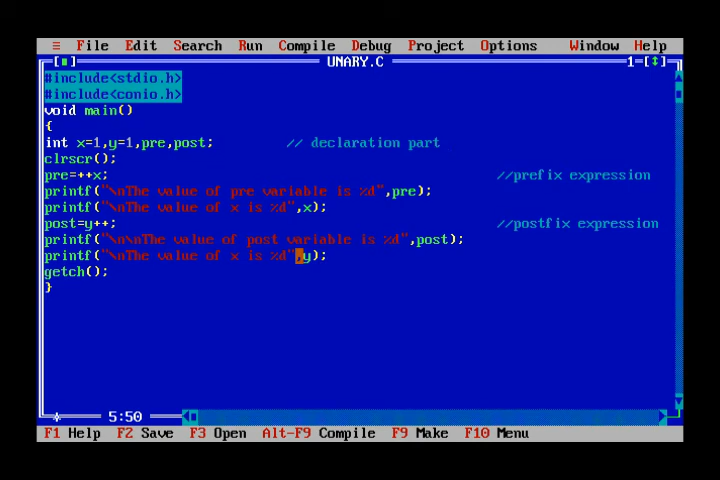 ≡ File Edit Search Run Compile Debug Project Options Window Help
[■] UNARY.C 1=[↕]
#include<stdio.h>
#include<conio.h>
void main()
{
int x=1,y=1,pre,post; // declaration part
clrscr();
pre=++x; //prefix expression
printf("\nThe value of pre variable is %d",pre);
printf("\nThe value of x is %d",x);
post=y++; //postfix expression
printf("\n\nThe value of post variable is %d",post);
printf("\nThe value of x is %d",y);
getch();
}
* 5:50
F1 Help F2 Save F3 Open Alt-F9 Compile F9 Make F10 Menu